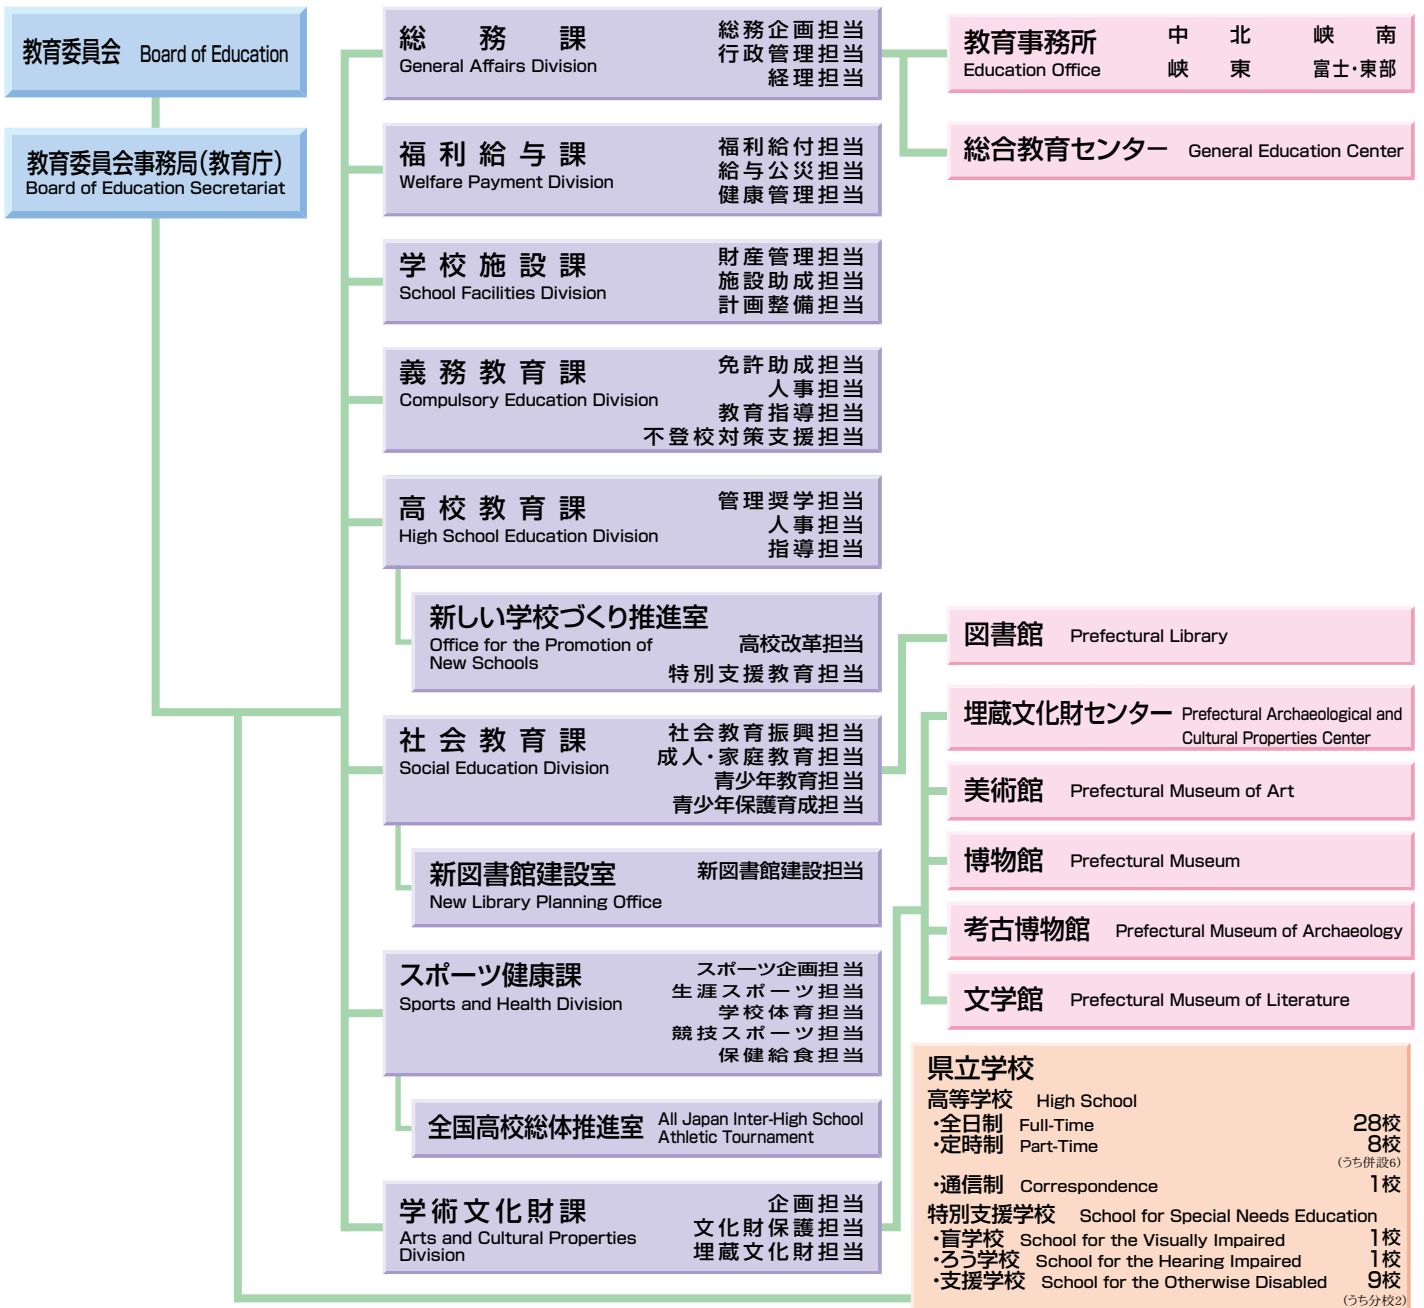 教育委員会 Board of Education
教育委員会事務局(教育庁)
Board of Education Secretariat
総務課
General Affairs Division
総務企画担当
行政管理担当
経理担当
教育事務所
Education Office
中北 峡南
峡東 富士・東部
総合教育センター General Education Center
福利給与課
Welfare Payment Division
福利給付担当
給与公災担当
健康管理担当
学校施設課
School Facilities Division
財産管理担当
施設助成担当
計画整備担当
義務教育課
Compulsory Education Division
免許助成担当
人事担当
教育指導担当
不登校対策支援担当
高校教育課
High School Education Division
管理奨学担当
人事担当
指導担当
新しい学校づくり推進室
Office for the Promotion of
New Schools
高校改革担当
特別支援教育担当
社会教育課
Social Education Division
社会教育振興担当
成人・家庭教育担当
青少年教育担当
青少年保護育成担当
図書館 Prefectural Library
新図書館建設室
New Library Planning Office
新図書館建設担当
スポーツ健康課
Sports and Health Division
スポーツ企画担当
生涯スポーツ担当
学校体育担当
競技スポーツ担当
保健給食担当
全国高校総体推進室 All Japan Inter-High School
Athletic Tournament
学術文化財課
Arts and Cultural Properties
Division
企画担当
文化財保護担当
埋蔵文化財担当
埋蔵文化財センター Prefectural Archaeological and
Cultural Properties Center
美術館 Prefectural Museum of Art
博物館 Prefectural Museum
考古博物館 Prefectural Museum of Archaeology
文学館 Prefectural Museum of Literature
県立学校
高等学校 High School
・全日制 Full-Time 28校
・定時制 Part-Time 8校
(うち併設6)
・通信制 Correspondence 1校
特別支援学校 School for Special Needs Education
・盲学校 School for the Visually Impaired 1校
・ろう学校 School for the Hearing Impaired 1校
・支援学校 School for the Otherwise Disabled 9校
(うち分校2)